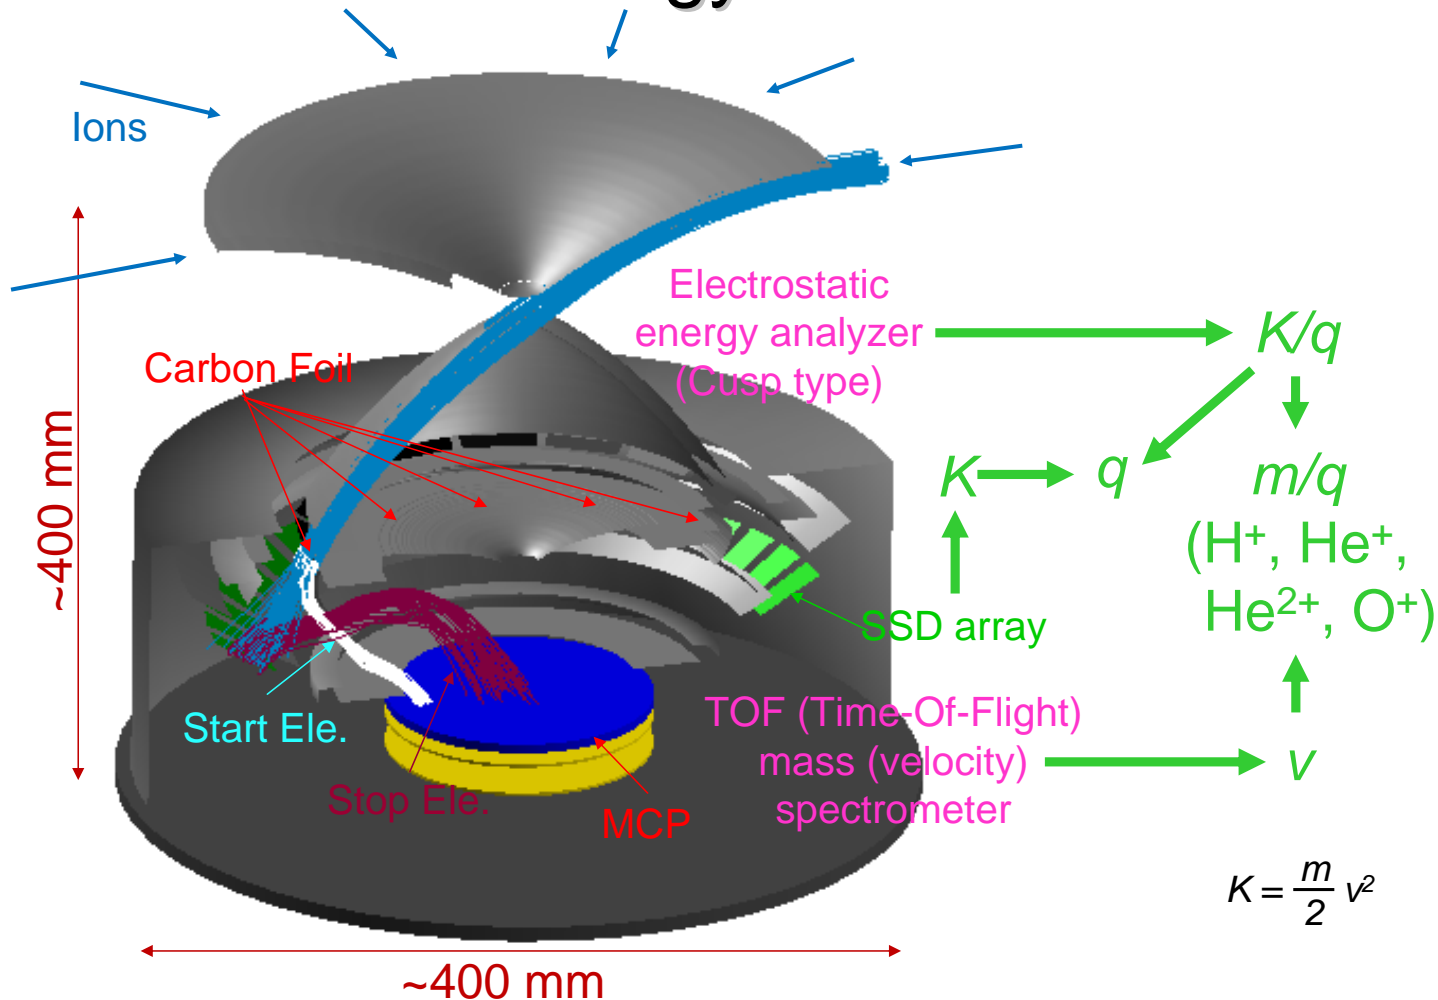 Ions
Electrostatic
energy analyzer
(Cusp type)
K/q
Carbon Foil
~400 mm
K
q
m/q
(H⁺, He⁺,
He²⁺, O⁺)
SSD array
Start Ele.
TOF (Time-Of-Flight)
mass (velocity)
spectrometer
v
Stop Ele.
MCP
K = m/2 v²
~400 mm